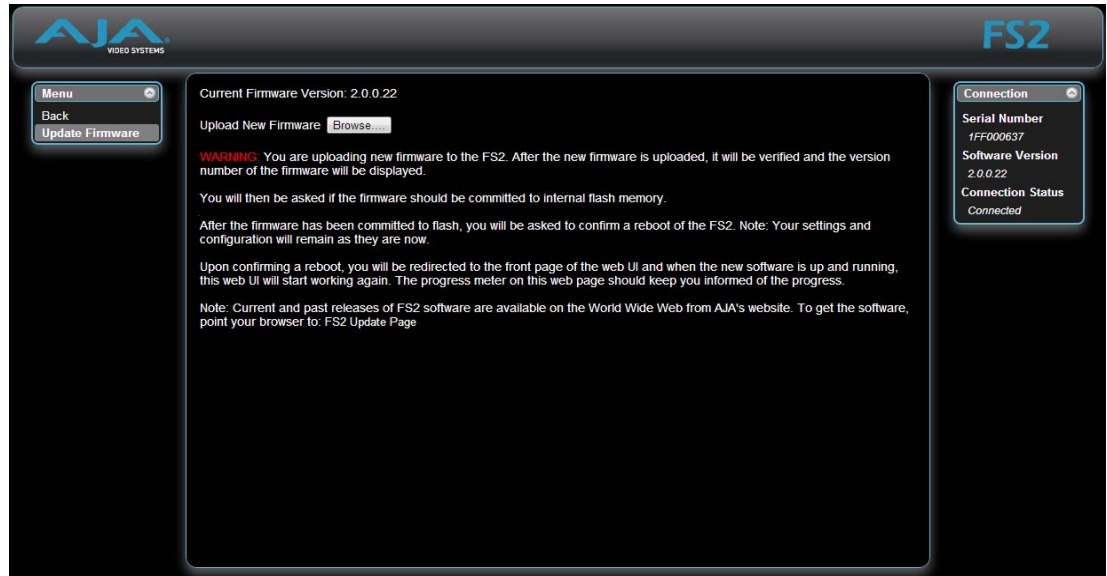 AJA
VIDEO SYSTEMS
FS2
Menu
Back
Update Firmware
Current Firmware Version: 2.0.0.22
Upload New Firmware Browse....
WARNING: You are uploading new firmware to the FS2. After the new firmware is uploaded, it will be verified and the version
number of the firmware will be displayed.
You will then be asked if the firmware should be committed to internal flash memory.
After the firmware has been committed to flash, you will be asked to confirm a reboot of the FS2. Note: Your settings and
configuration will remain as they are now.
Upon confirming a reboot, you will be redirected to the front page of the web UI and when the new software is up and running,
this web UI will start working again. The progress meter on this web page should keep you informed of the progress.
Note: Current and past releases of FS2 software are available on the World Wide Web from AJA's website. To get the software,
point your browser to: FS2 Update Page
Connection
Serial Number
1FF000637
Software Version
2.0.0.22
Connection Status
Connected